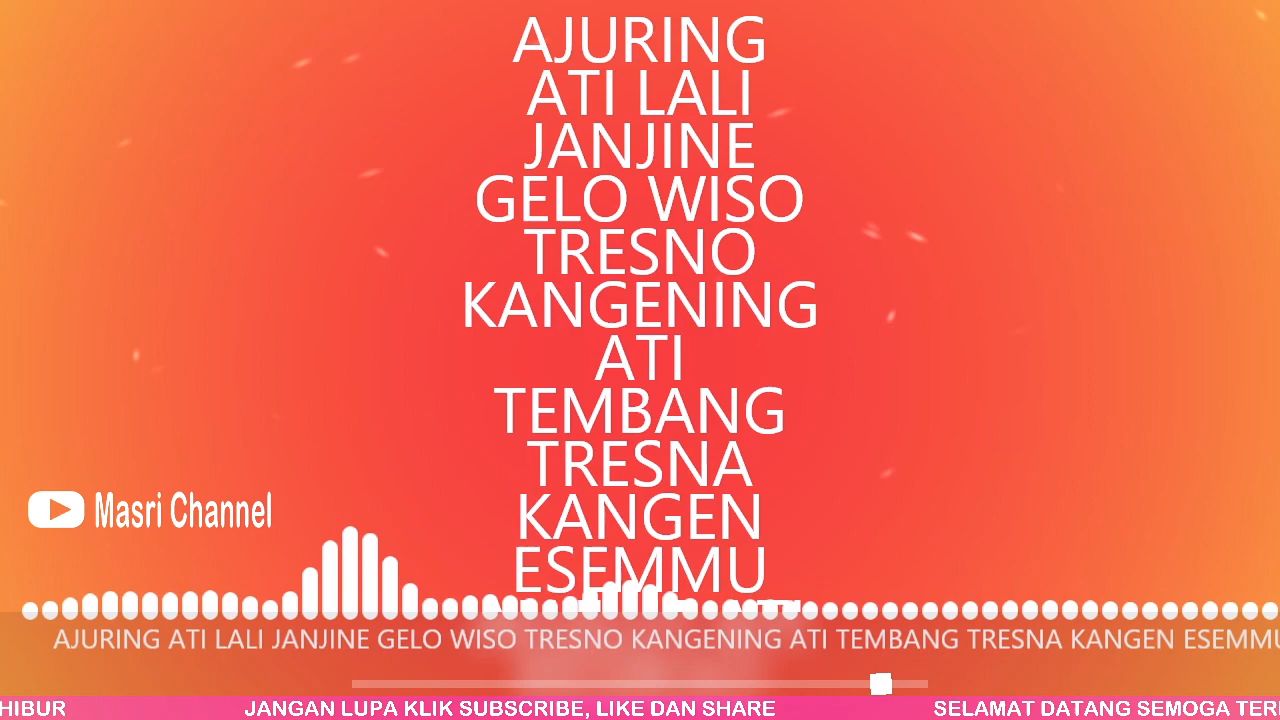 AJURING
ATI LALI
JANJINE
GELO WISO
TRESNO
KANGENING
ATI
TEMBANG
TRESNA
KANGEN
ESEMMU
Masri Channel
AJURING ATI LALI JANJINE GELO WISO TRESNO KANGENING ATI TEMBANG TRESNA KANGEN ESEMMU
HIBUR JANGAN LUPA KLIK SUBSCRIBE, LIKE DAN SHARE SELAMAT DATANG SEMOGA TER